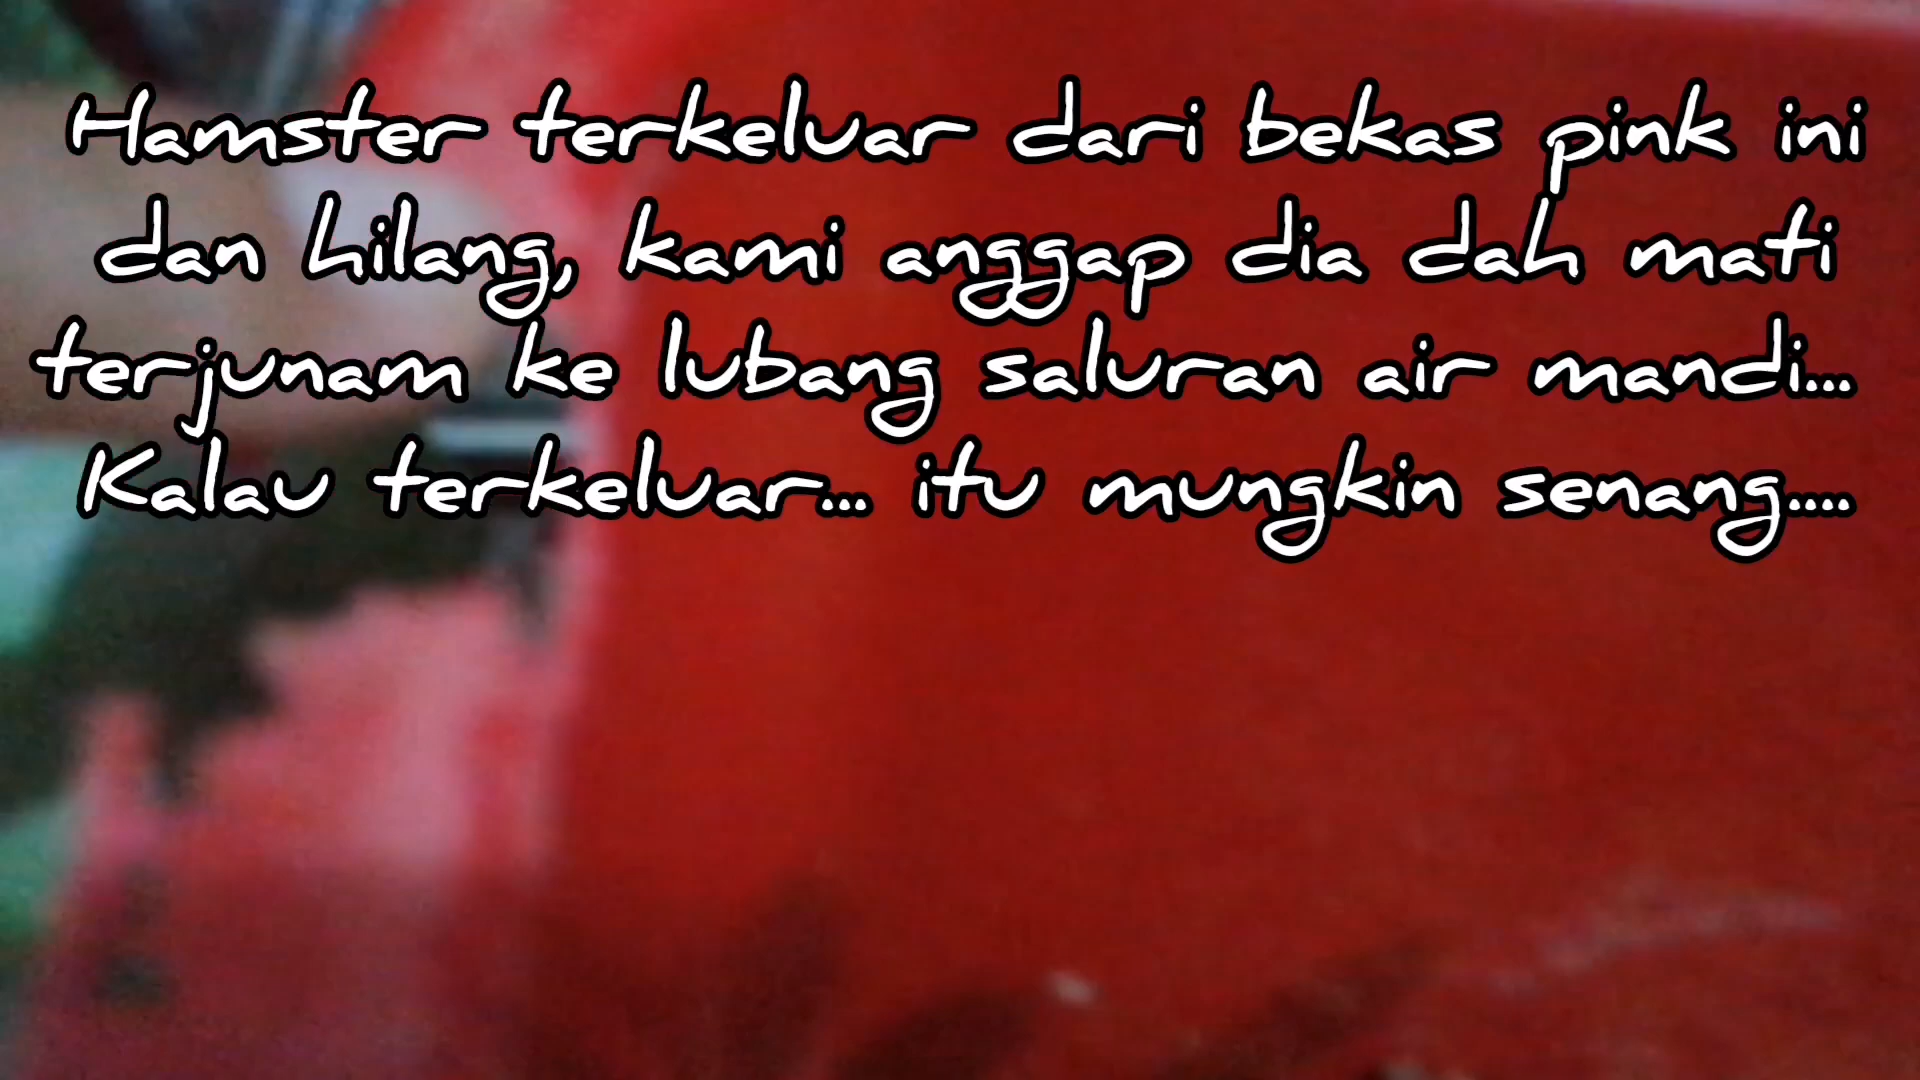 Hamster terkeluar dari bekas pink ini
dan hilang, kami anggap dia dah mati
terjunam ke lubang saluran air mandi...
Kalau terkeluar... itu mungkin senang....